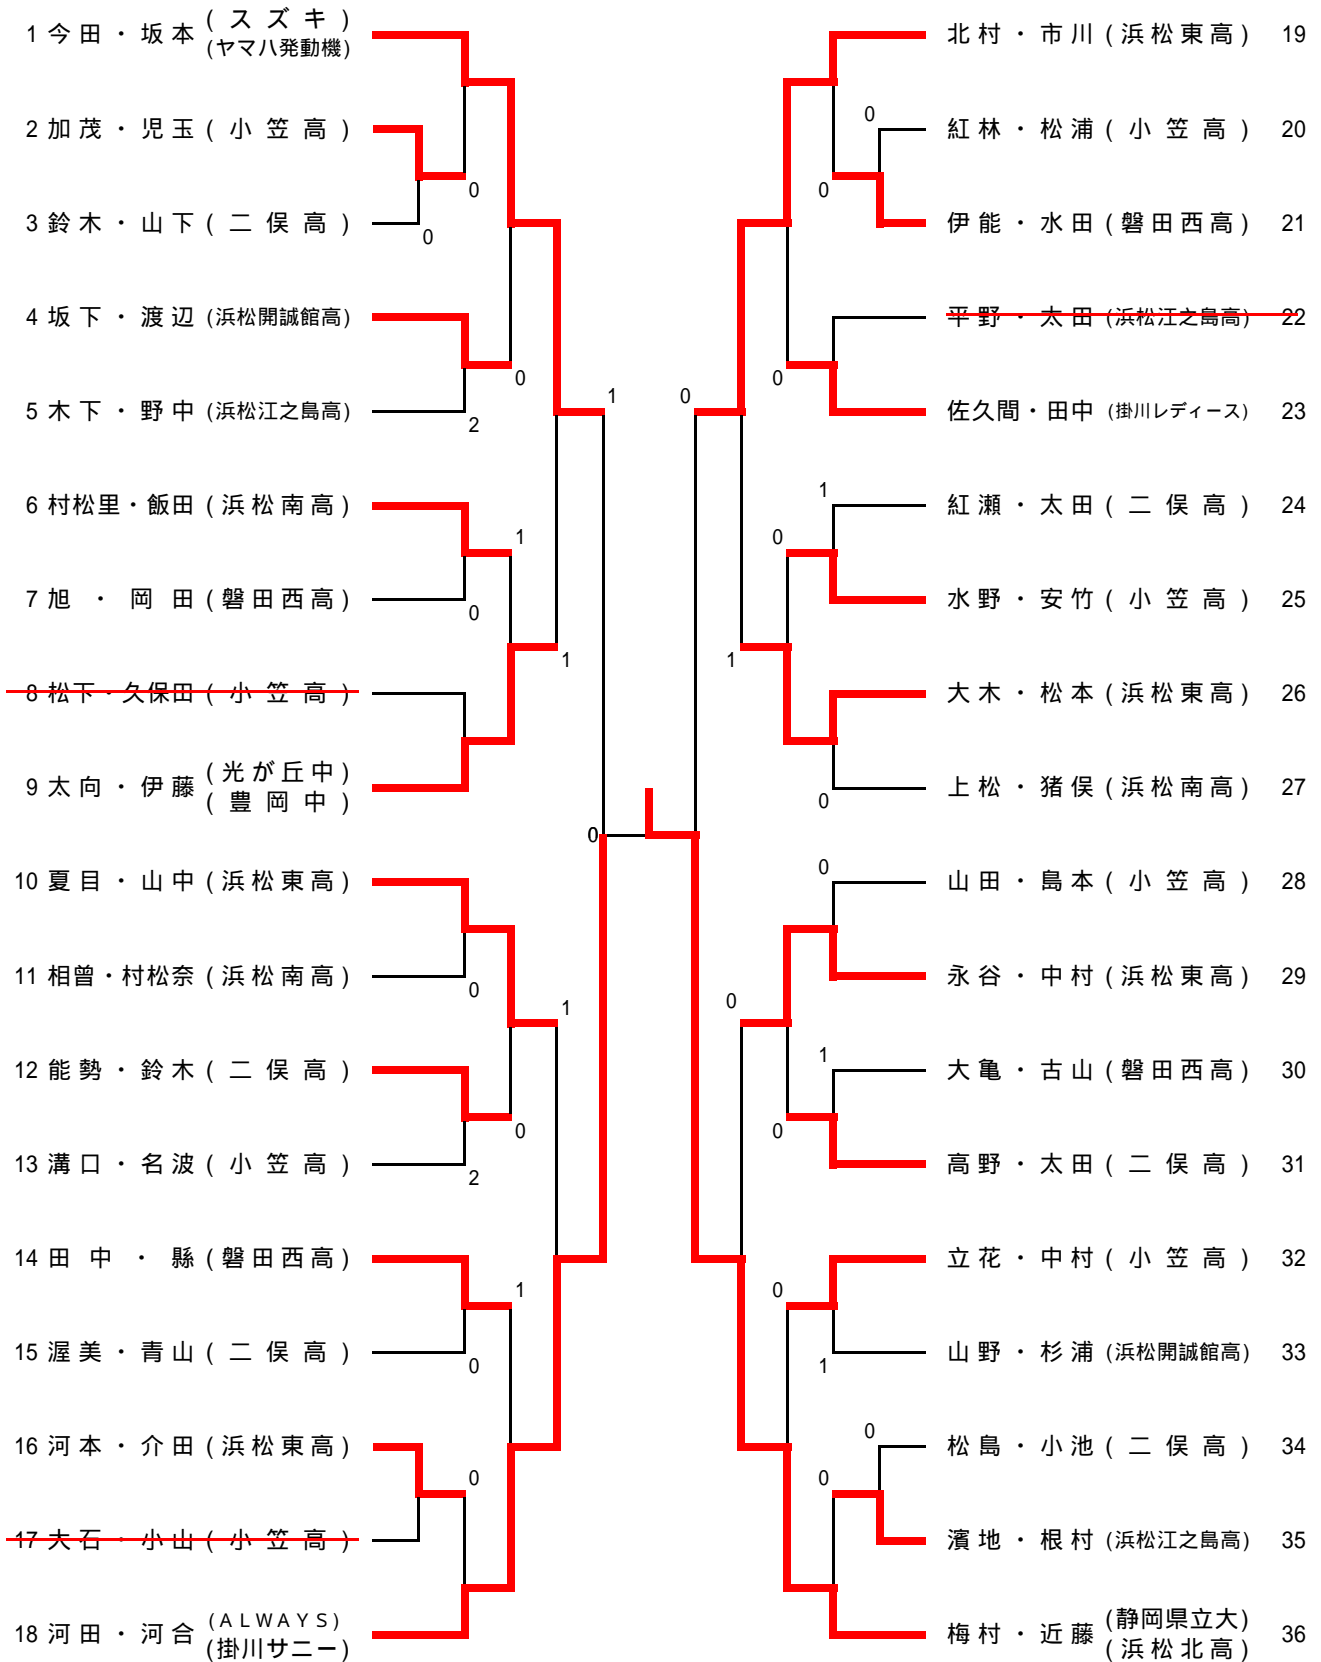 1 今田・坂本 (スズキ)
(ヤマハ発動機)
2 加茂・児玉 (小笠高)
0
3 鈴木・山下 (二俣高)
0
4 坂下・渡辺 (浜松開誠館高)
0
5 木下・野中 (浜松江之島高)
2
1
6 村松里・飯田 (浜松南高)
1
7 旭・岡田 (磐田西高)
0
8 松下・久保田 (小笠高)
1
9 太向・伊藤 (光が丘中)
(豊岡中)
0
10 夏目・山中 (浜松東高)
11 相曽・村松奈 (浜松南高)
0
1
12 能勢・鈴木 (二俣高)
0
13 溝口・名波 (小笠高)
2
14 田中・縣 (磐田西高)
1
15 渥美・青山 (二俣高)
0
16 河本・介田 (浜松東高)
0
17 大石・小山 (小笠高)
18 河田・河合 (ALWAYS)
(掛川サニー)
北村・市川 (浜松東高) 19
0
紅林・松浦 (小笠高) 20
0
伊能・水田 (磐田西高) 21
平野・太田 (浜松江之島高) 22
0
0
佐久間・田中 (掛川レディース) 23
1
紅瀬・太田 (二俣高) 24
0
水野・安竹 (小笠高) 25
1
大木・松本 (浜松東高) 26
上松・猪俣 (浜松南高) 27
0
0
山田・島本 (小笠高) 28
永谷・中村 (浜松東高) 29
0
1
大亀・古山 (磐田西高) 30
0
高野・太田 (二俣高) 31
立花・中村 (小笠高) 32
0
山野・杉浦 (浜松開誠館高) 33
1
0
松島・小池 (二俣高) 34
0
濱地・根村 (浜松江之島高) 35
梅村・近藤 (静岡県立大) 36
(浜松北高)